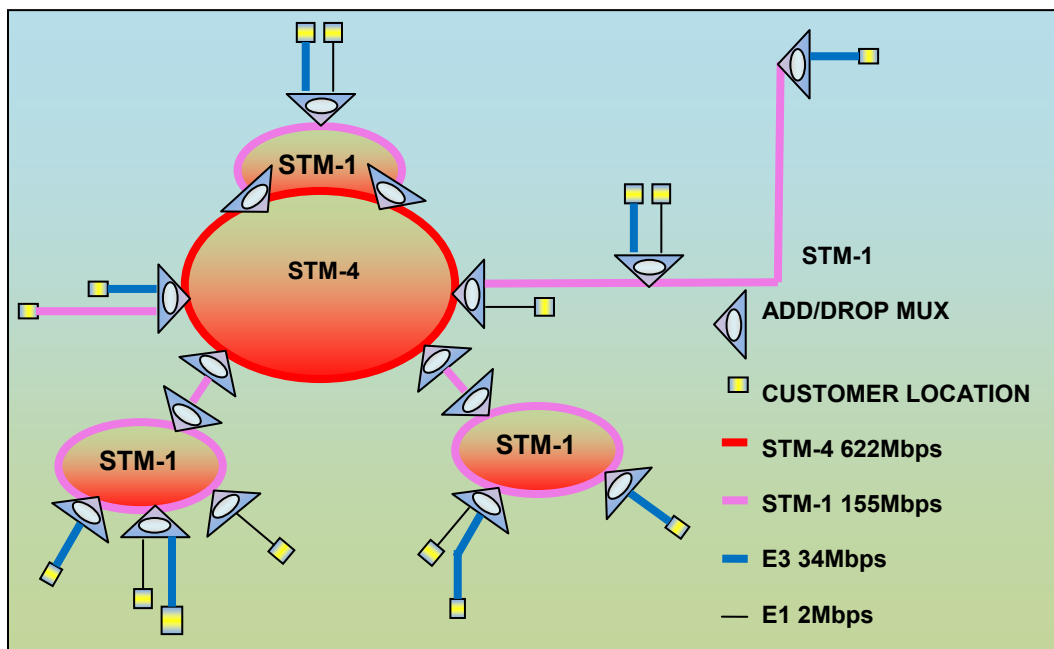 STM-1
STM-4
STM-1
ADD/DROP MUX
CUSTOMER LOCATION
STM-1
STM-1
STM-4 622Mbps
STM-1 155Mbps
E3 34Mbps
E1 2Mbps